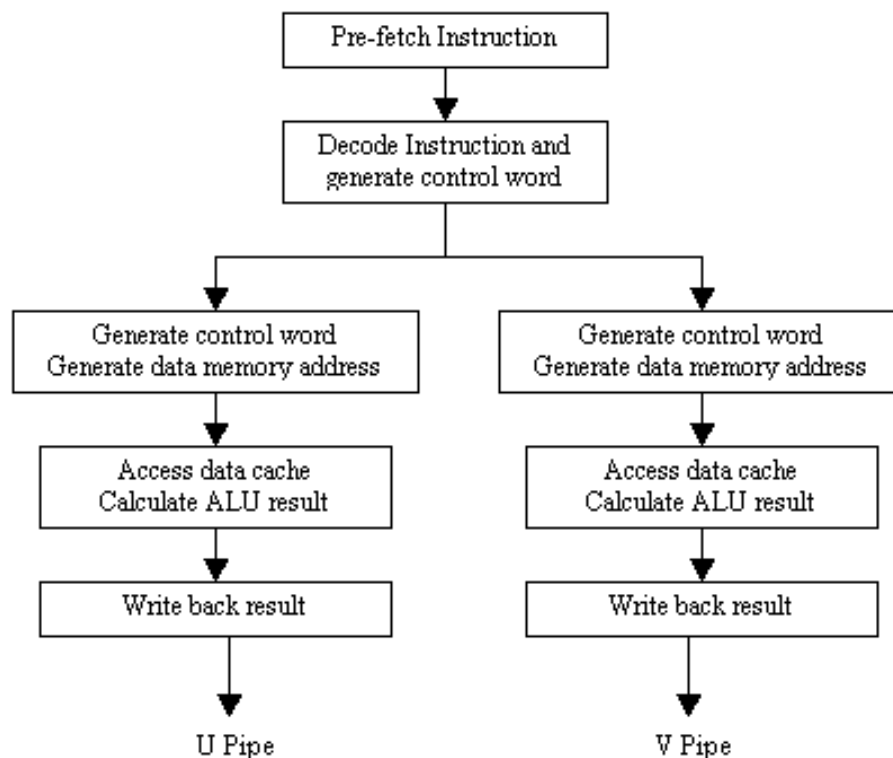 Pre-fetch Instruction
Decode Instruction and
generate control word
Generate control word
Generate data memory address
Generate control word
Generate data memory address
Access data cache
Calculate ALU result
Access data cache
Calculate ALU result
Write back result
Write back result
U Pipe
V Pipe